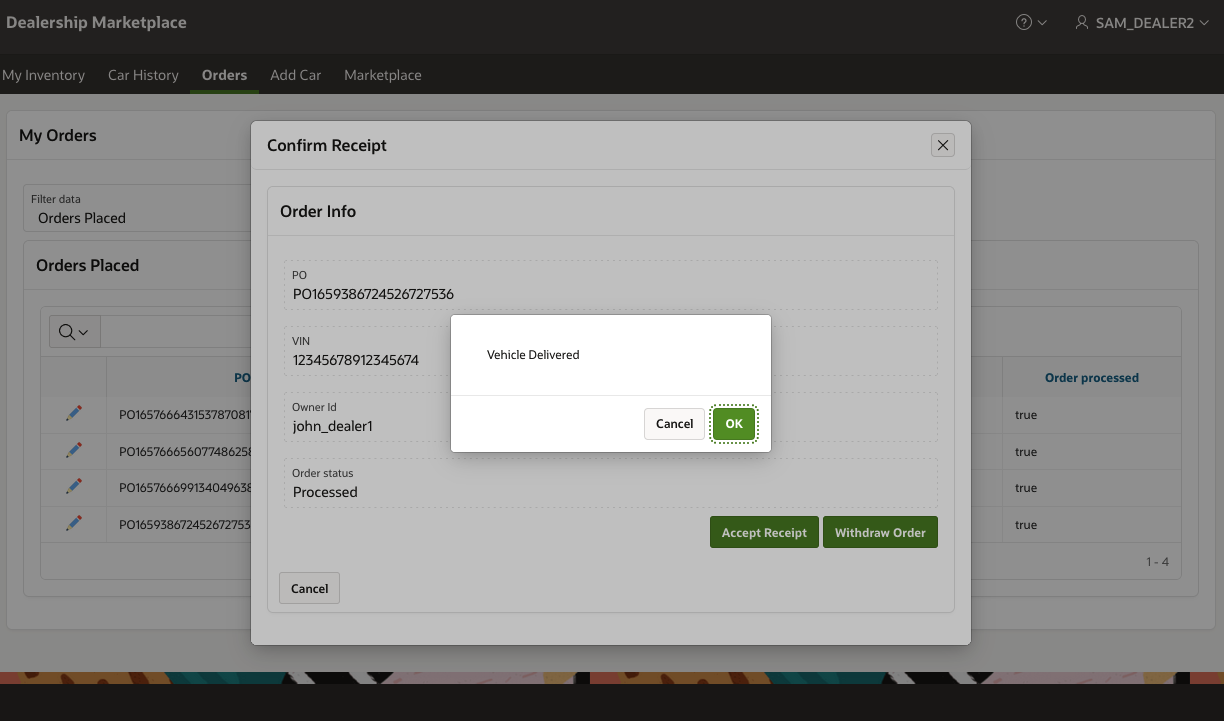 Dealership Marketplace
SAM_DEALER2
My Inventory Car History Orders Add Car Marketplace
My Orders
Filter data
Orders Placed
Orders Placed
PO
Order processed
PO165766643153787081
true
PO165766656077486258
true
PO165766699134049638
true
PO165938672452672753
true
1 - 4
Confirm Receipt
Order Info
PO
PO1659386724526727536
VIN
12345678912345674
Owner Id
john_dealer1
Order status
Processed
Accept Receipt Withdraw Order
Cancel
Vehicle Delivered
Cancel OK